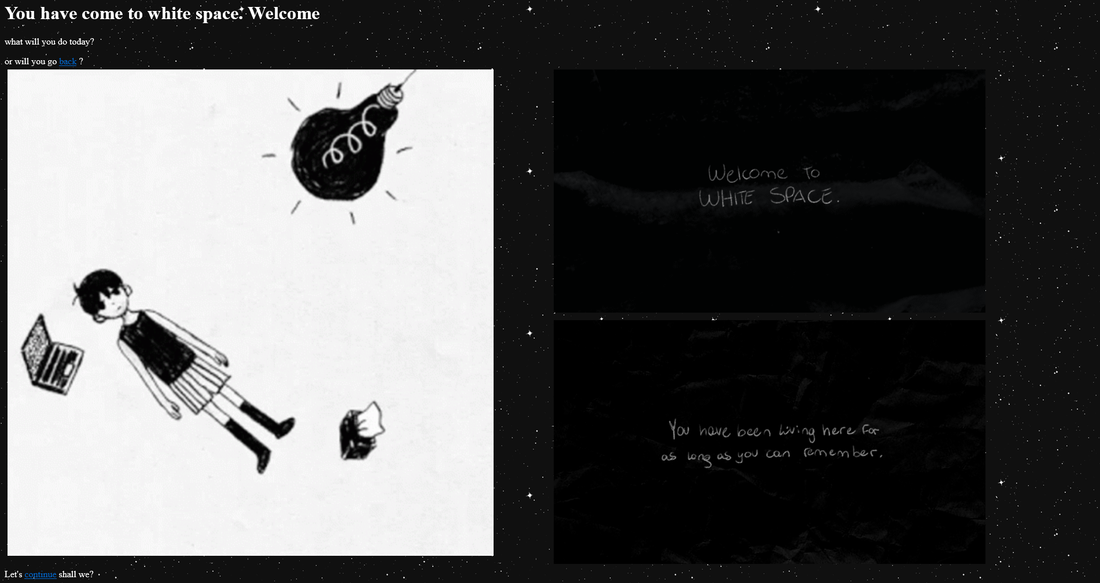 You have come to white space. Welcome
what will you do today?
or will you go back ?
Welcome To
WHITE SPACE.
You have been living here for
as long as you can remember.
Let's continue shall we?